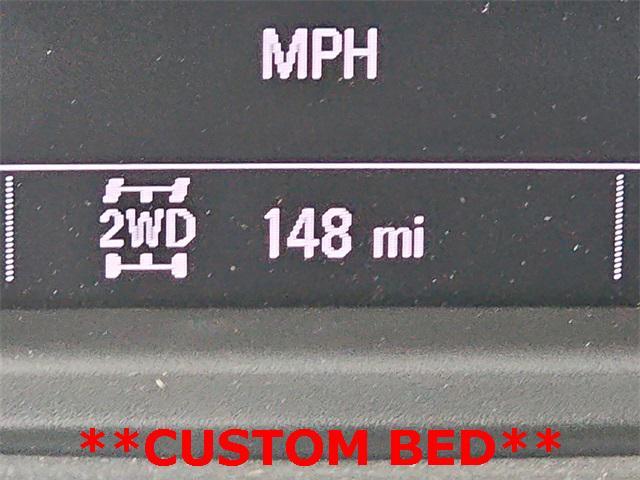 MPH
2WD 148 mi
**CUSTOM BED**